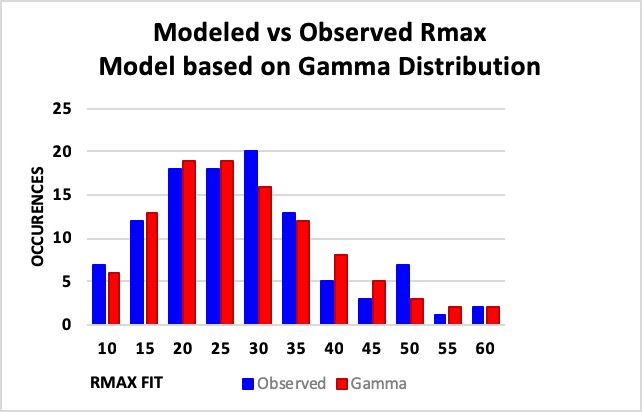 Modeled vs Observed Rmax
Model based on Gamma Distribution
25
20
15
10
5
0
OCCURENCES
10 15 20 25 30 35 40 45 50 55 60
RMAX FIT
Observed Gamma